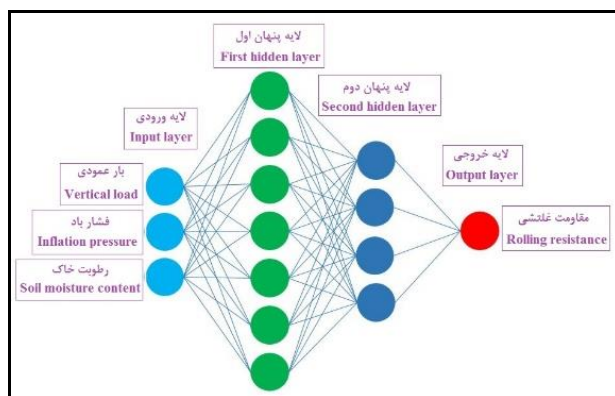 لایه پنهان اول
First hidden layer
لایه پنهان دوم
Second hidden layer
لایه ورودی
Input layer
لایه خروجی
Output layer
بار عمودی
Vertical load
فشار باد
Inflation pressure
رطوبت خاک
Soil moisture content
مقاومت غلتشی
Rolling resistance